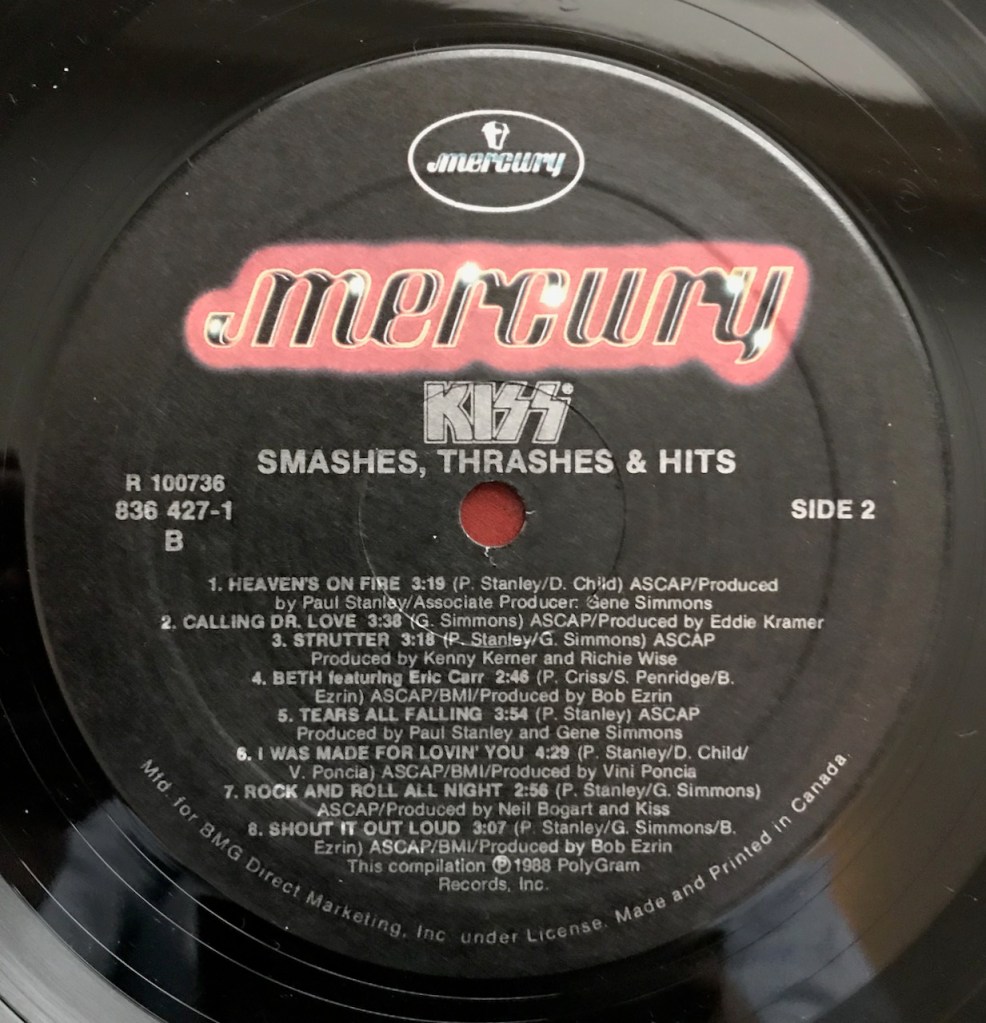 mercury
mercury
KISS®
SMASHES, THRASHES & HITS
R 100736
836 427-1
B
SIDE 2
1. HEAVEN'S ON FIRE 3:19 (P. Stanley/D. Child) ASCAP/Produced
by Paul Stanley/Associate Producer: Gene Simmons
2. CALLING DR. LOVE 3:38 (G. Simmons) ASCAP/Produced by Eddie Kramer
3. STRUTTER 3:18 (P. Stanley/G. Simmons) ASCAP
Produced by Kenny Kerner and Richie Wise
4. BETH featuring Eric Carr 2:46 (P. Criss/S. Penridge/B.
Ezrin) ASCAP/BMI/Produced by Bob Ezrin
5. TEARS ALL FALLING 3:54 (P. Stanley) ASCAP
Produced by Paul Stanley and Gene Simmons
6. I WAS MADE FOR LOVIN' YOU 4:29 (P. Stanley/D. Child/
V. Poncia) ASCAP/BMI/Produced by Vini Poncia
7. ROCK AND ROLL ALL NIGHT 2:56 (P. Stanley/G. Simmons)
ASCAP/Produced by Neil Bogart and Kiss
8. SHOUT IT OUT LOUD 3:07 (P. Stanley/G. Simmons/B.
Ezrin) ASCAP/BMI/Produced by Bob Ezrin
This compilation ℗ 1988 PolyGram
Records, Inc.
Mfd. for BMG Direct Marketing, Inc under License. Made and Printed in Canada.